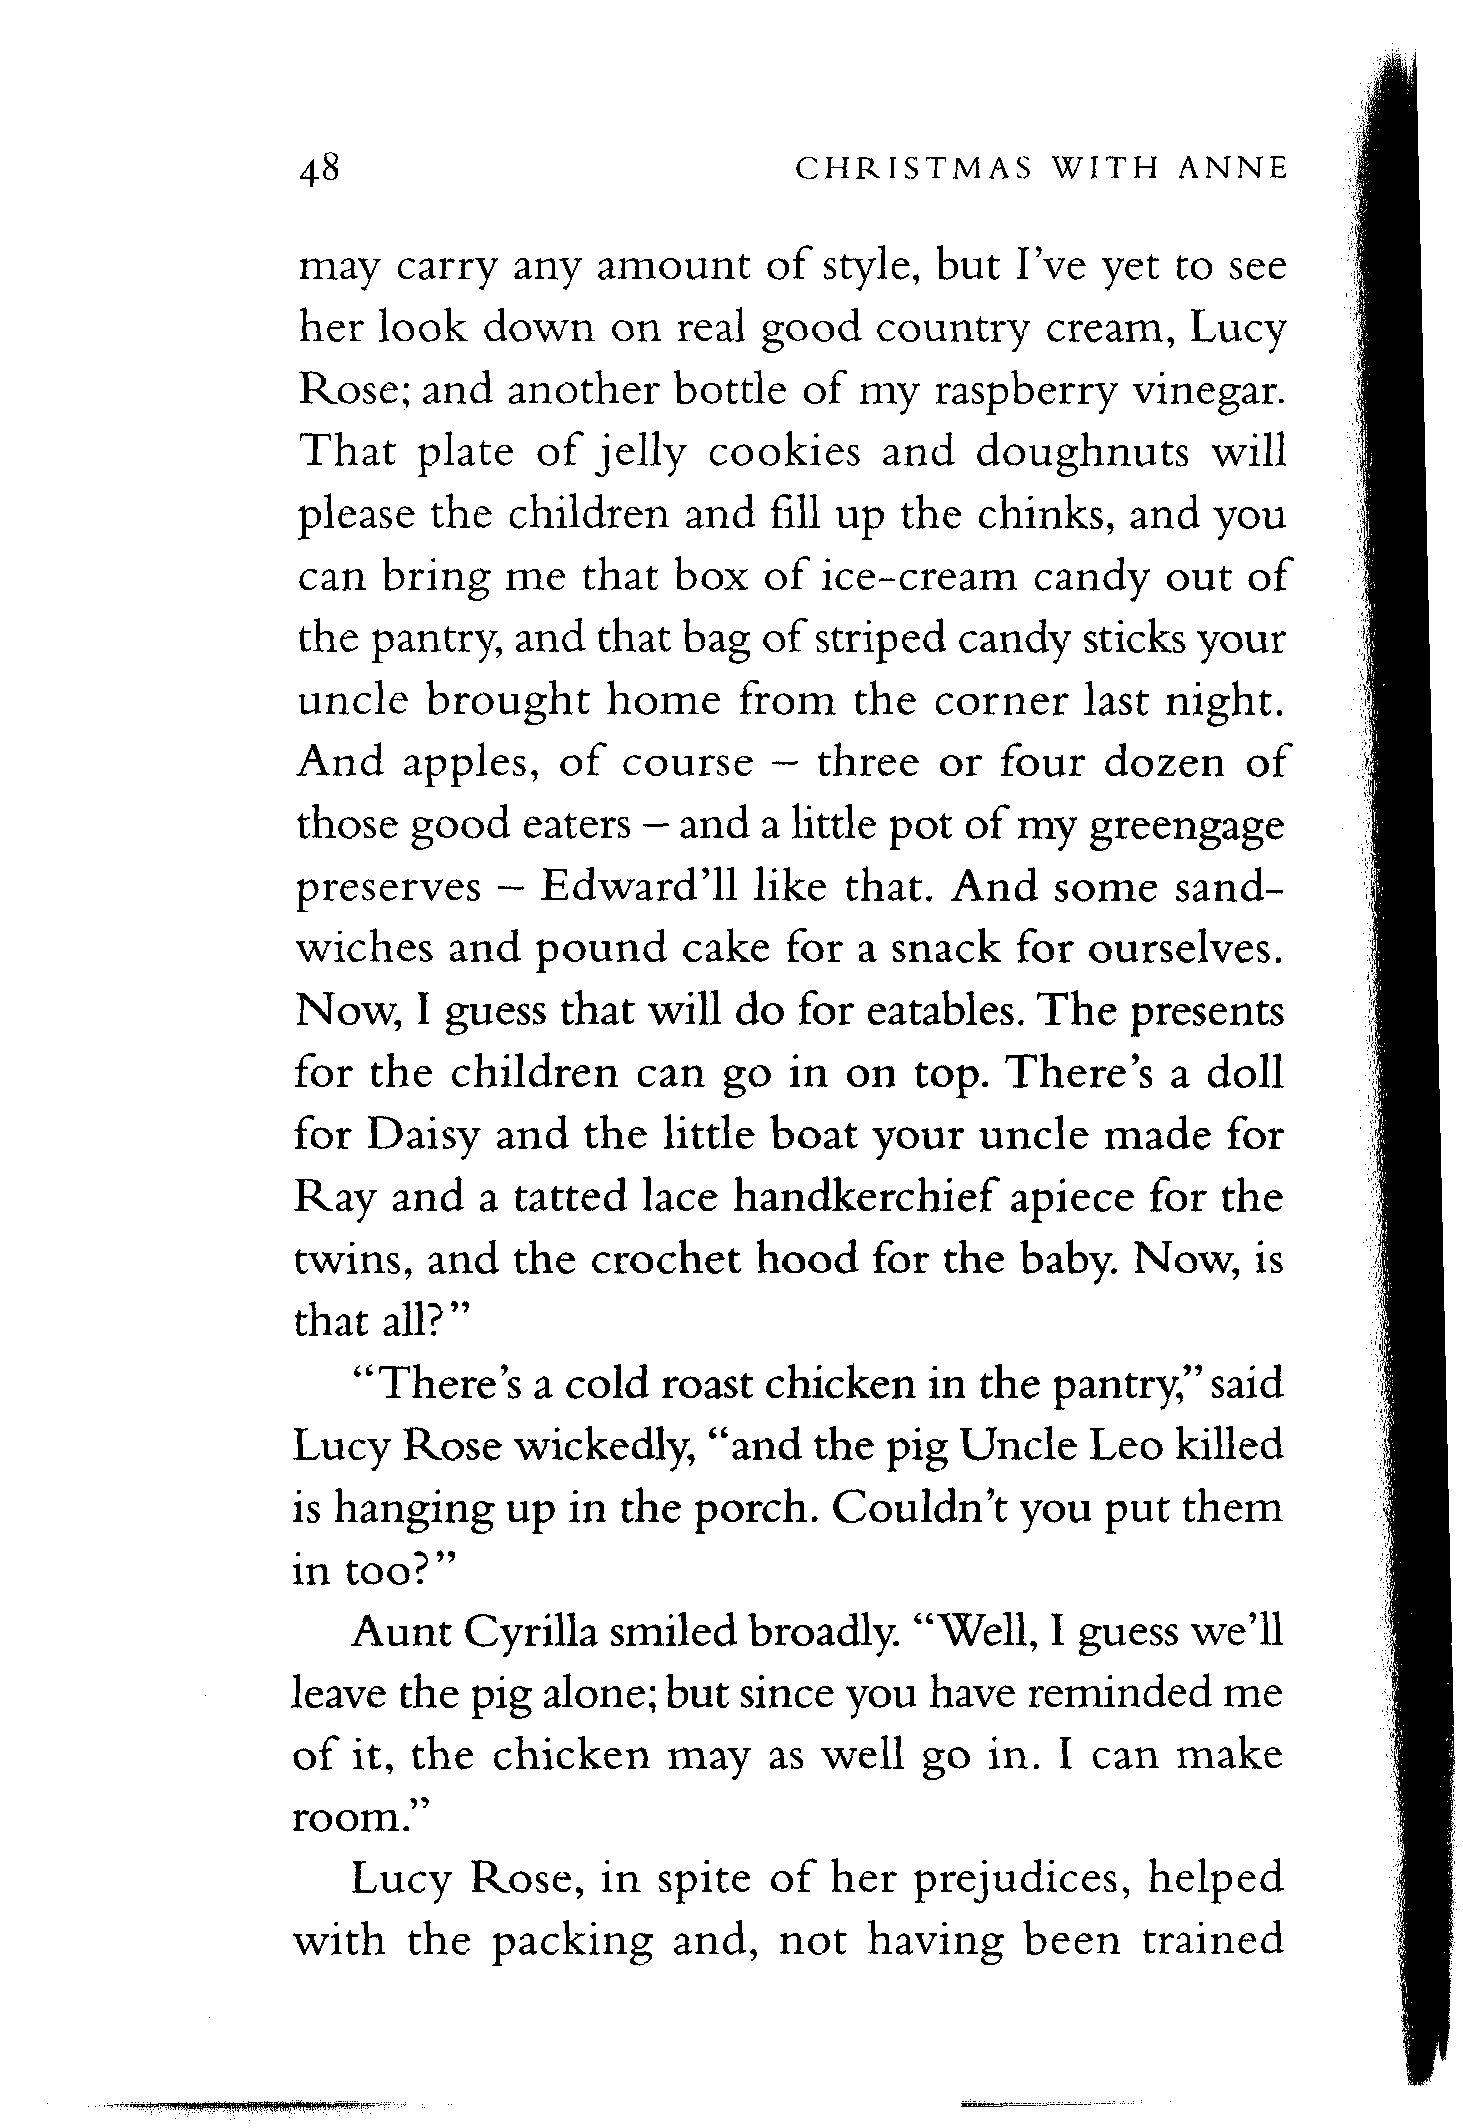 48 CHRISTMAS WITH ANNE
may carry any amount of style, but I've yet to see
her look down on real good country cream, Lucy
Rose; and another bottle of my raspberry vinegar.
That plate of jelly cookies and doughnuts will
please the children and fill up the chinks, and you
can bring me that box of ice-cream candy out of
the pantry, and that bag of striped candy sticks your
uncle brought home from the corner last night.
And apples, of course – three or four dozen of
those good eaters – and a little pot of my greengage
preserves – Edward'll like that. And some sand-
wiches and pound cake for a snack for ourselves.
Now, I guess that will do for eatables. The presents
for the children can go in on top. There's a doll
for Daisy and the little boat your uncle made for
Ray and a tatted lace handkerchief apiece for the
twins, and the crochet hood for the baby. Now, is
that all?"
"There's a cold roast chicken in the pantry," said
Lucy Rose wickedly, "and the pig Uncle Leo killed
is hanging up in the porch. Couldn't you put them
in too?"
Aunt Cyrilla smiled broadly. "Well, I guess we'll
leave the pig alone; but since you have reminded me
of it, the chicken may as well go in. I can make
room."
Lucy Rose, in spite of her prejudices, helped
with the packing and, not having been trained